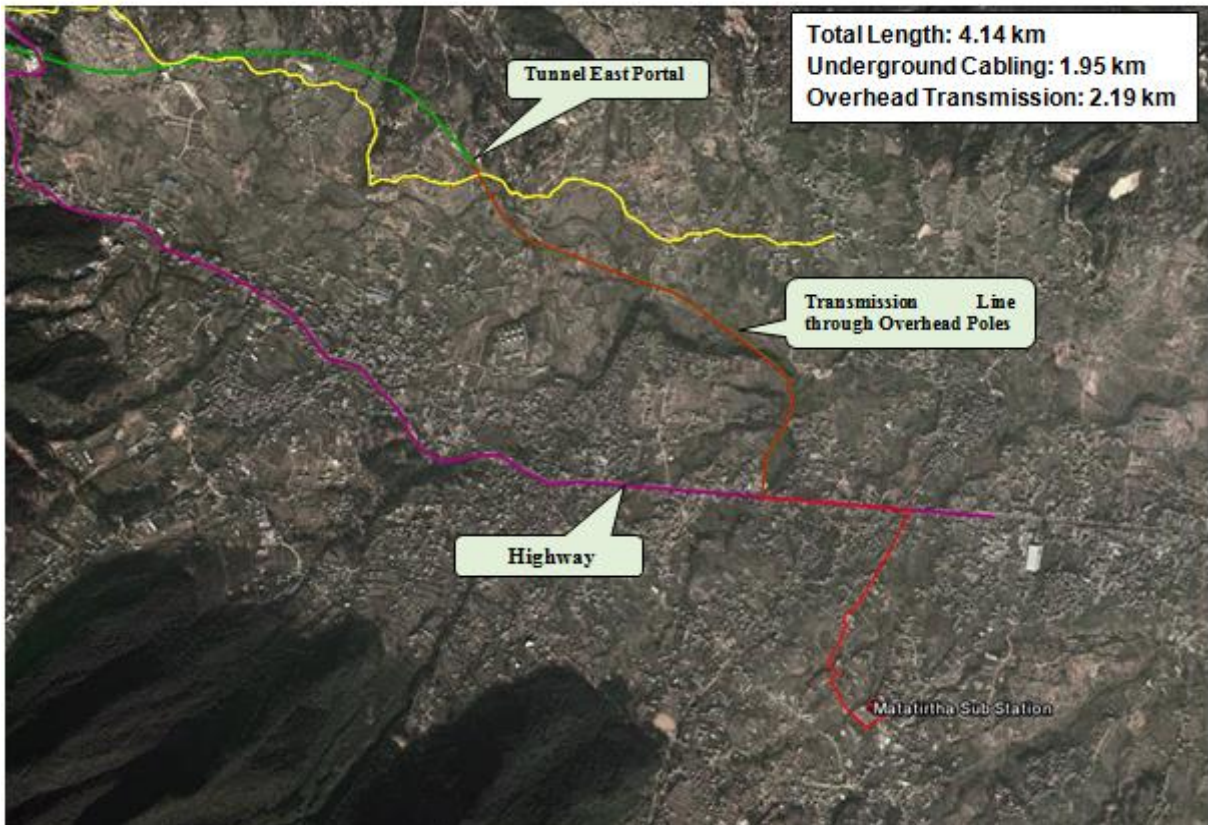 Total Length: 4.14 km
Underground Cabling: 1.95 km
Overhead Transmission: 2.19 km
Tunnel East Portal
Transmission Line
through Overhead Poles
Highway
Matatirtha Sub Station